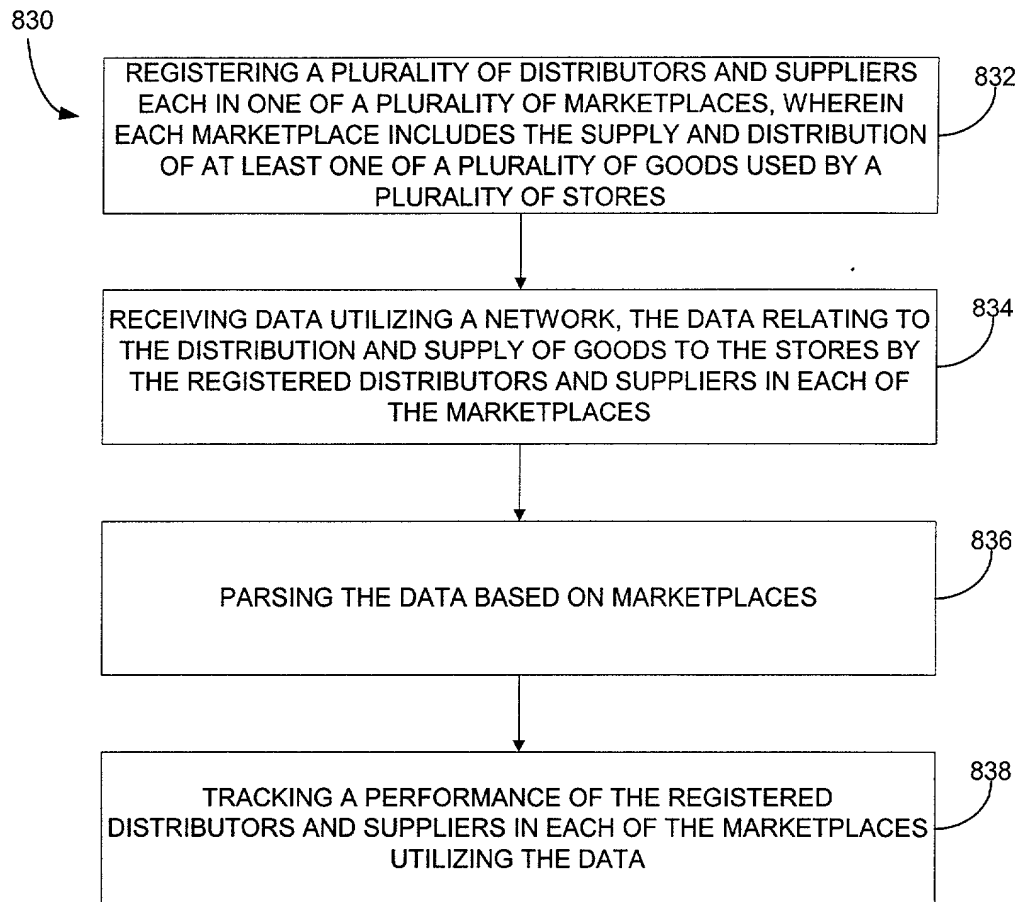 830
REGISTERING A PLURALITY OF DISTRIBUTORS AND SUPPLIERS
EACH IN ONE OF A PLURALITY OF MARKETPLACES, WHEREIN
EACH MARKETPLACE INCLUDES THE SUPPLY AND DISTRIBUTION
OF AT LEAST ONE OF A PLURALITY OF GOODS USED BY A
PLURALITY OF STORES
832
RECEIVING DATA UTILIZING A NETWORK, THE DATA RELATING TO
THE DISTRIBUTION AND SUPPLY OF GOODS TO THE STORES BY
THE REGISTERED DISTRIBUTORS AND SUPPLIERS IN EACH OF
THE MARKETPLACES
834
PARSING THE DATA BASED ON MARKETPLACES
836
TRACKING A PERFORMANCE OF THE REGISTERED
DISTRIBUTORS AND SUPPLIERS IN EACH OF THE MARKETPLACES
UTILIZING THE DATA
838